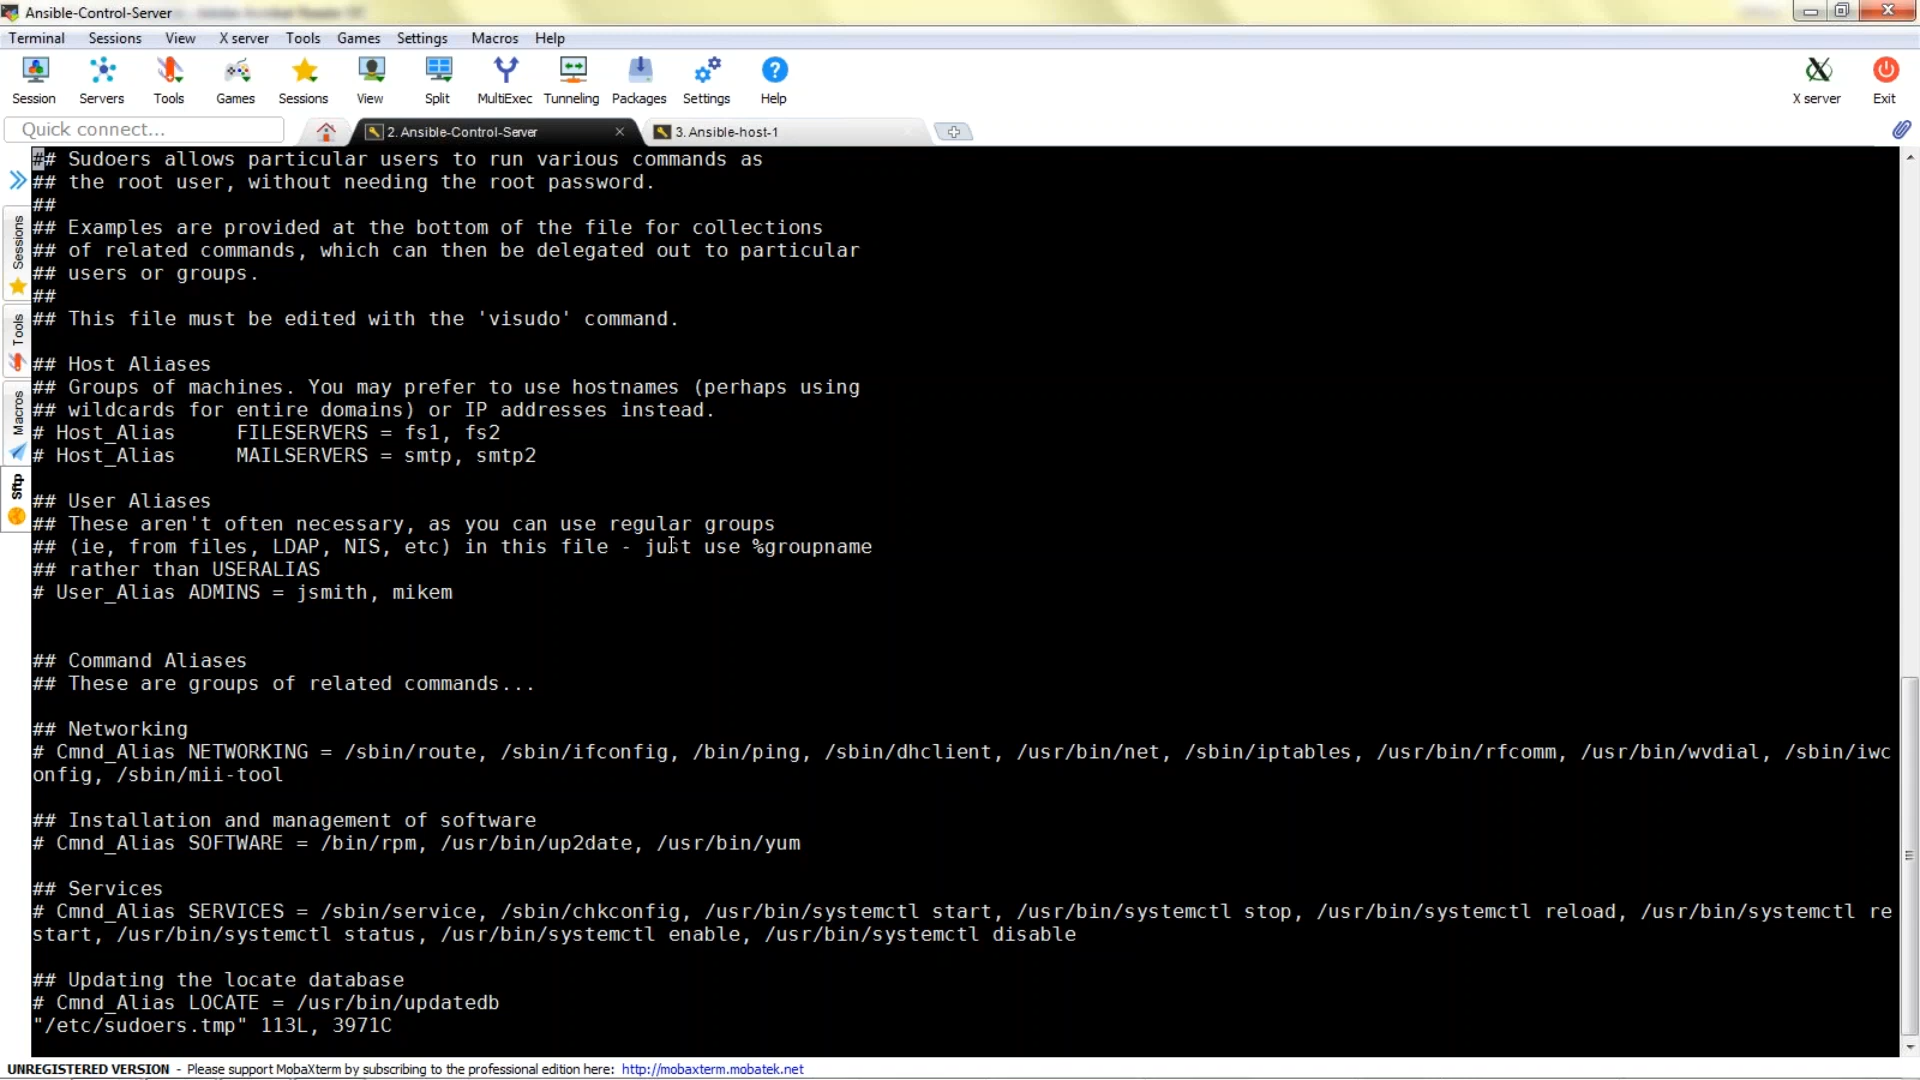 Ansible-Control-Server
Terminal Sessions View X server Tools Games Settings Macros Help
Session Servers Tools Games Sessions View Split MultiExec Tunneling Packages Settings Help X server Exit
Quick connect... 2. Ansible-Control-Server 3. Ansible-host-1
Sessions
Tools
Macros
Sftp
## Sudoers allows particular users to run various commands as
## the root user, without needing the root password.
##
## Examples are provided at the bottom of the file for collections
## of related commands, which can then be delegated out to particular
## users or groups.
##
## This file must be edited with the 'visudo' command.
## Host Aliases
## Groups of machines. You may prefer to use hostnames (perhaps using
## wildcards for entire domains) or IP addresses instead.
# Host_Alias     FILESERVERS = fs1, fs2
# Host_Alias     MAILSERVERS = smtp, smtp2
## User Aliases
## These aren't often necessary, as you can use regular groups
## (ie, from files, LDAP, NIS, etc) in this file - just use %groupname
## rather than USERALIAS
# User_Alias ADMINS = jsmith, mikem
## Command Aliases
## These are groups of related commands...
## Networking
# Cmnd_Alias NETWORKING = /sbin/route, /sbin/ifconfig, /bin/ping, /sbin/dhclient, /usr/bin/net, /sbin/iptables, /usr/bin/rfcomm, /usr/bin/wvdial, /sbin/iwc
onfig, /sbin/mii-tool
## Installation and management of software
# Cmnd_Alias SOFTWARE = /bin/rpm, /usr/bin/up2date, /usr/bin/yum
## Services
# Cmnd_Alias SERVICES = /sbin/service, /sbin/chkconfig, /usr/bin/systemctl start, /usr/bin/systemctl stop, /usr/bin/systemctl reload, /usr/bin/systemctl re
start, /usr/bin/systemctl status, /usr/bin/systemctl enable, /usr/bin/systemctl disable
## Updating the locate database
# Cmnd_Alias LOCATE = /usr/bin/updatedb
"/etc/sudoers.tmp" 113L, 3971C
UNREGISTERED VERSION - Please support MobaXterm by subscribing to the professional edition here: http://mobaxterm.mobatek.net